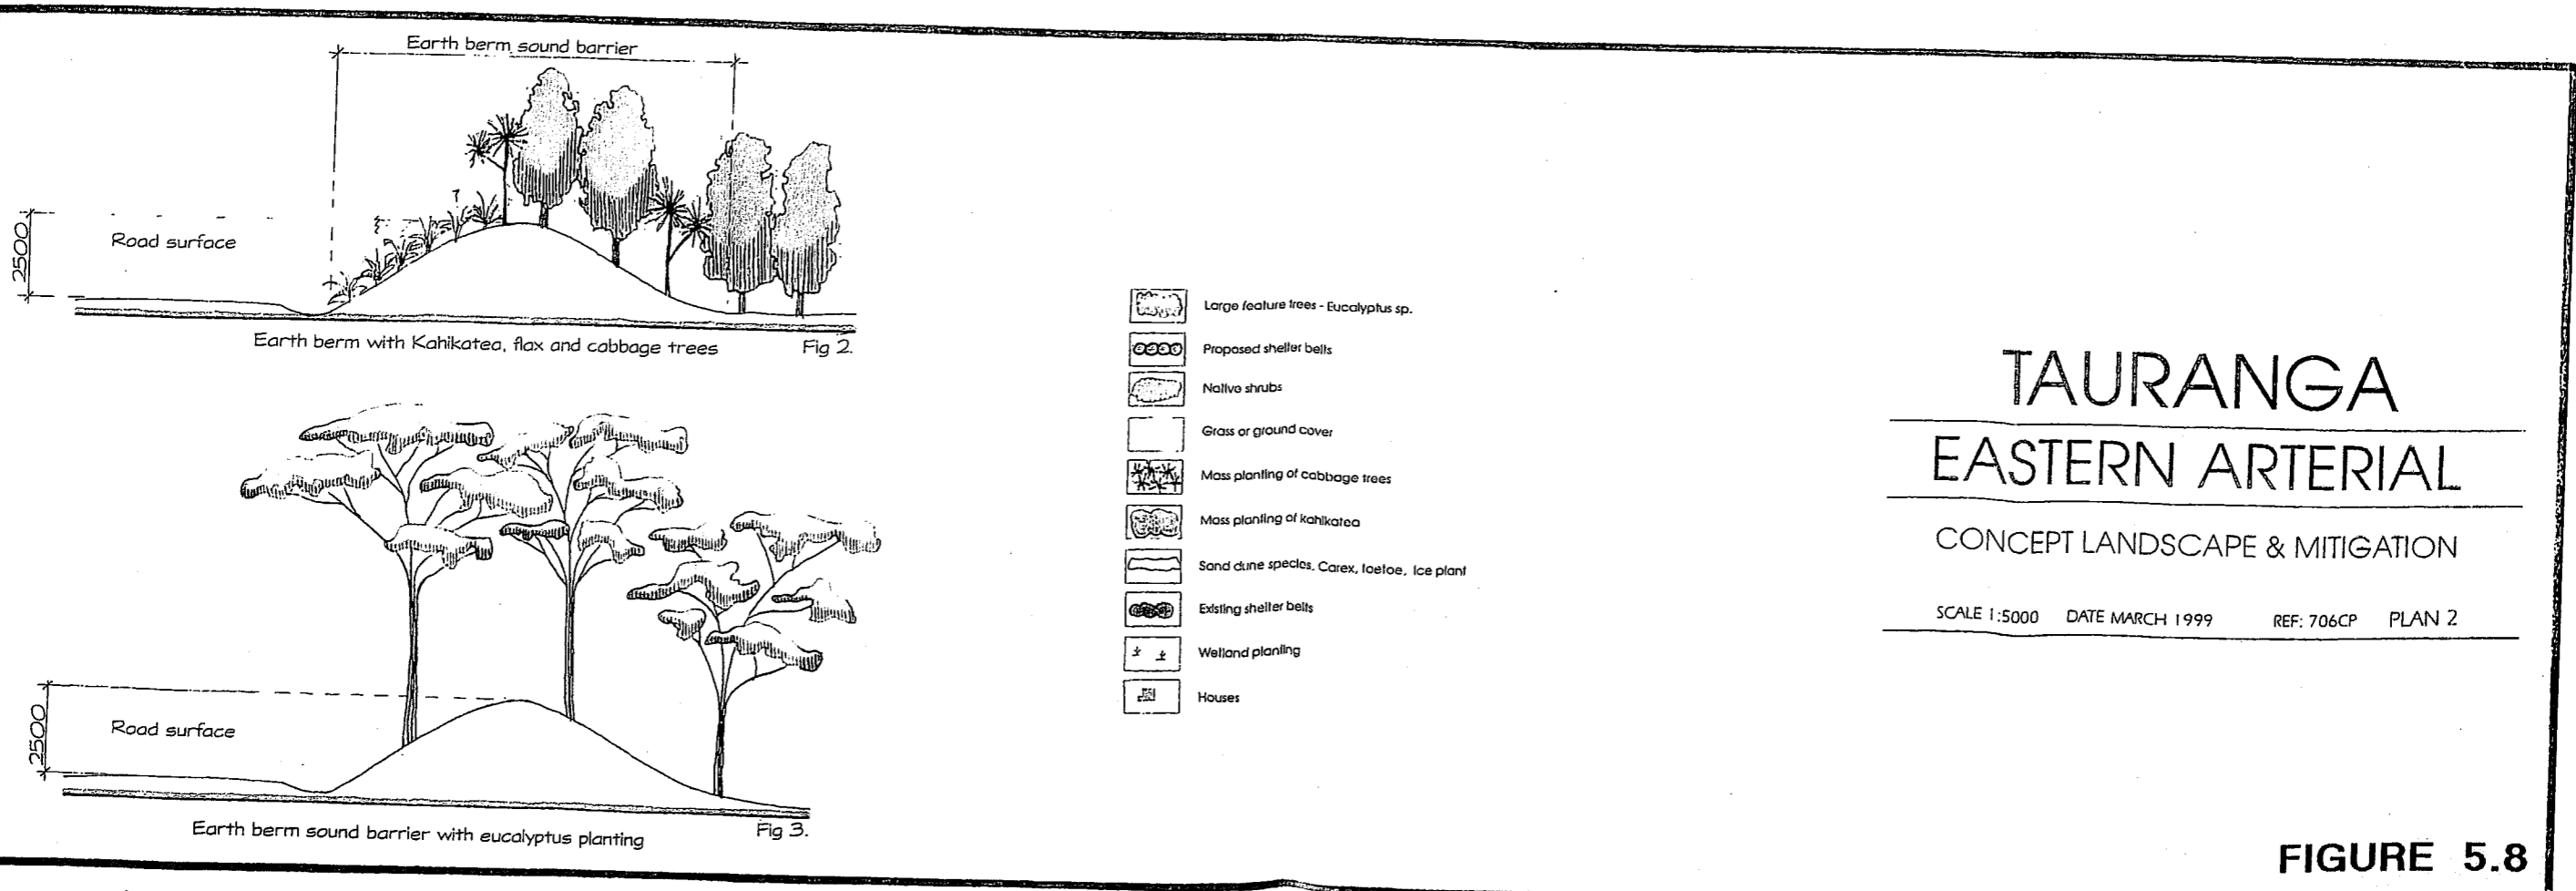 Earth berm sound barrier
2500
Road surface
Earth berm with Kahikatea, flax and cabbage trees
Fig 2.
2500
Road surface
Earth berm sound barrier with eucalyptus planting
Fig 3.
Large feature trees - Eucalyptus sp.
Proposed shelter belts
Native shrubs
Grass or ground cover
Mass planting of cabbage trees
Mass planting of kahikatea
Sand dune species, Carex, toetoe, Ice plant
Existing shelter belts
Wetland planting
Houses
TAURANGA
EASTERN ARTERIAL
CONCEPT LANDSCAPE & MITIGATION
SCALE 1:5000 DATE MARCH 1999 REF: 706CP PLAN 2
FIGURE 5.8